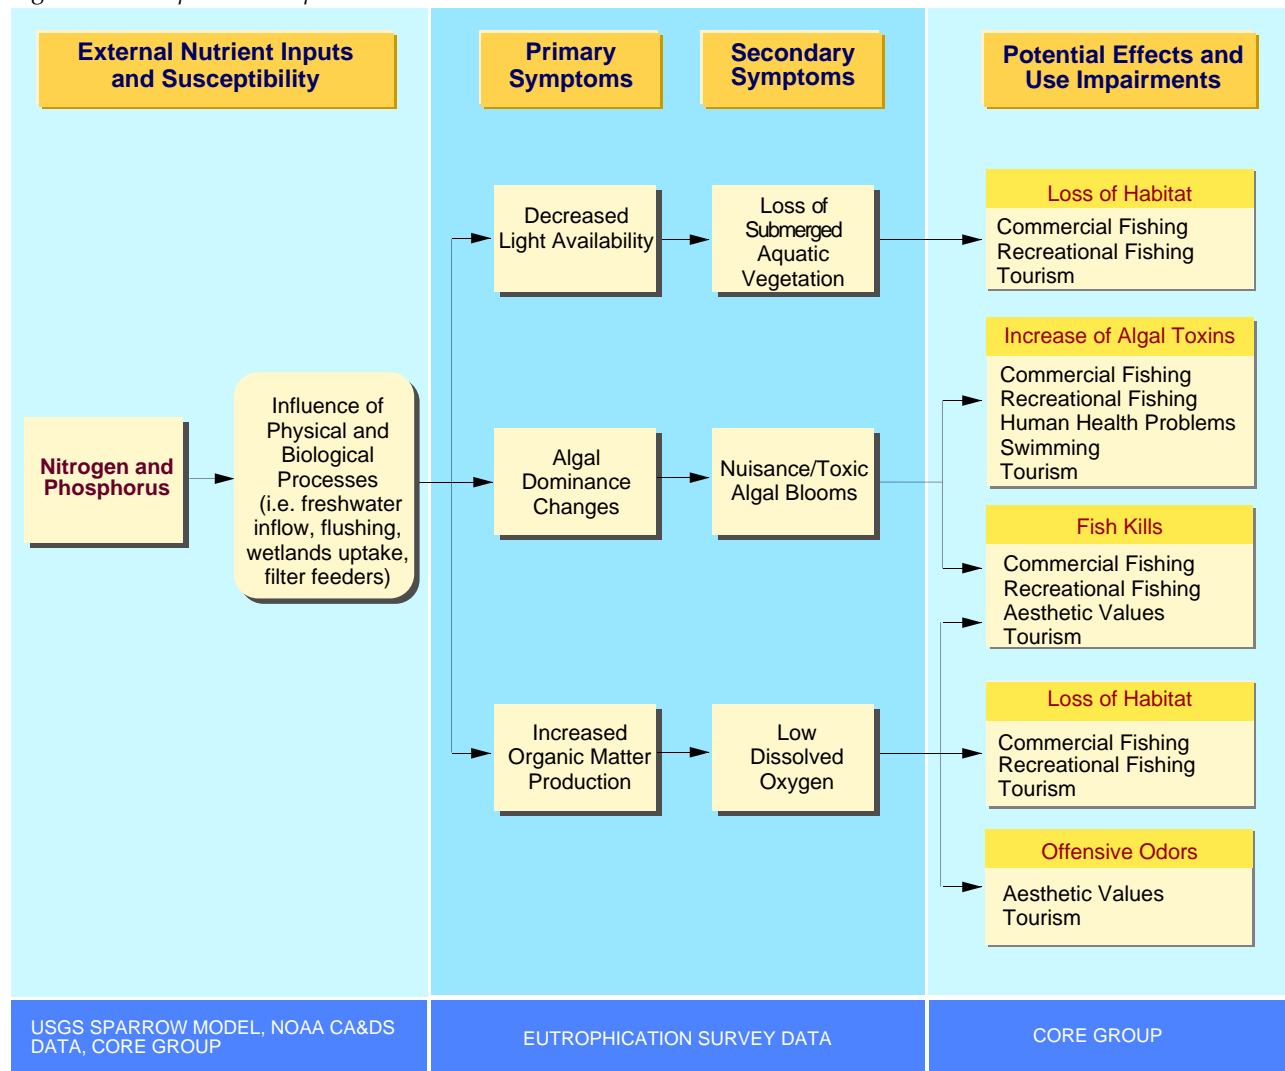 External Nutrient Inputs
and Susceptibility
Primary
Symptoms
Secondary
Symptoms
Potential Effects and
Use Impairments
Nitrogen and
Phosphorus
Influence of
Physical and
Biological
Processes
(i.e. freshwater
inflow, flushing,
wetlands uptake,
filter feeders)
Decreased
Light Availability
Loss of
Submerged
Aquatic
Vegetation
Loss of Habitat
Commercial Fishing
Recreational Fishing
Tourism
Algal
Dominance
Changes
Nuisance/Toxic
Algal Blooms
Increase of Algal Toxins
Commercial Fishing
Recreational Fishing
Human Health Problems
Swimming
Tourism
Fish Kills
Commercial Fishing
Recreational Fishing
Aesthetic Values
Tourism
Increased
Organic Matter
Production
Low
Dissolved
Oxygen
Loss of Habitat
Commercial Fishing
Recreational Fishing
Tourism
Offensive Odors
Aesthetic Values
Tourism
USGS SPARROW MODEL, NOAA CA&DS
DATA, CORE GROUP
EUTROPHICATION SURVEY DATA
CORE GROUP